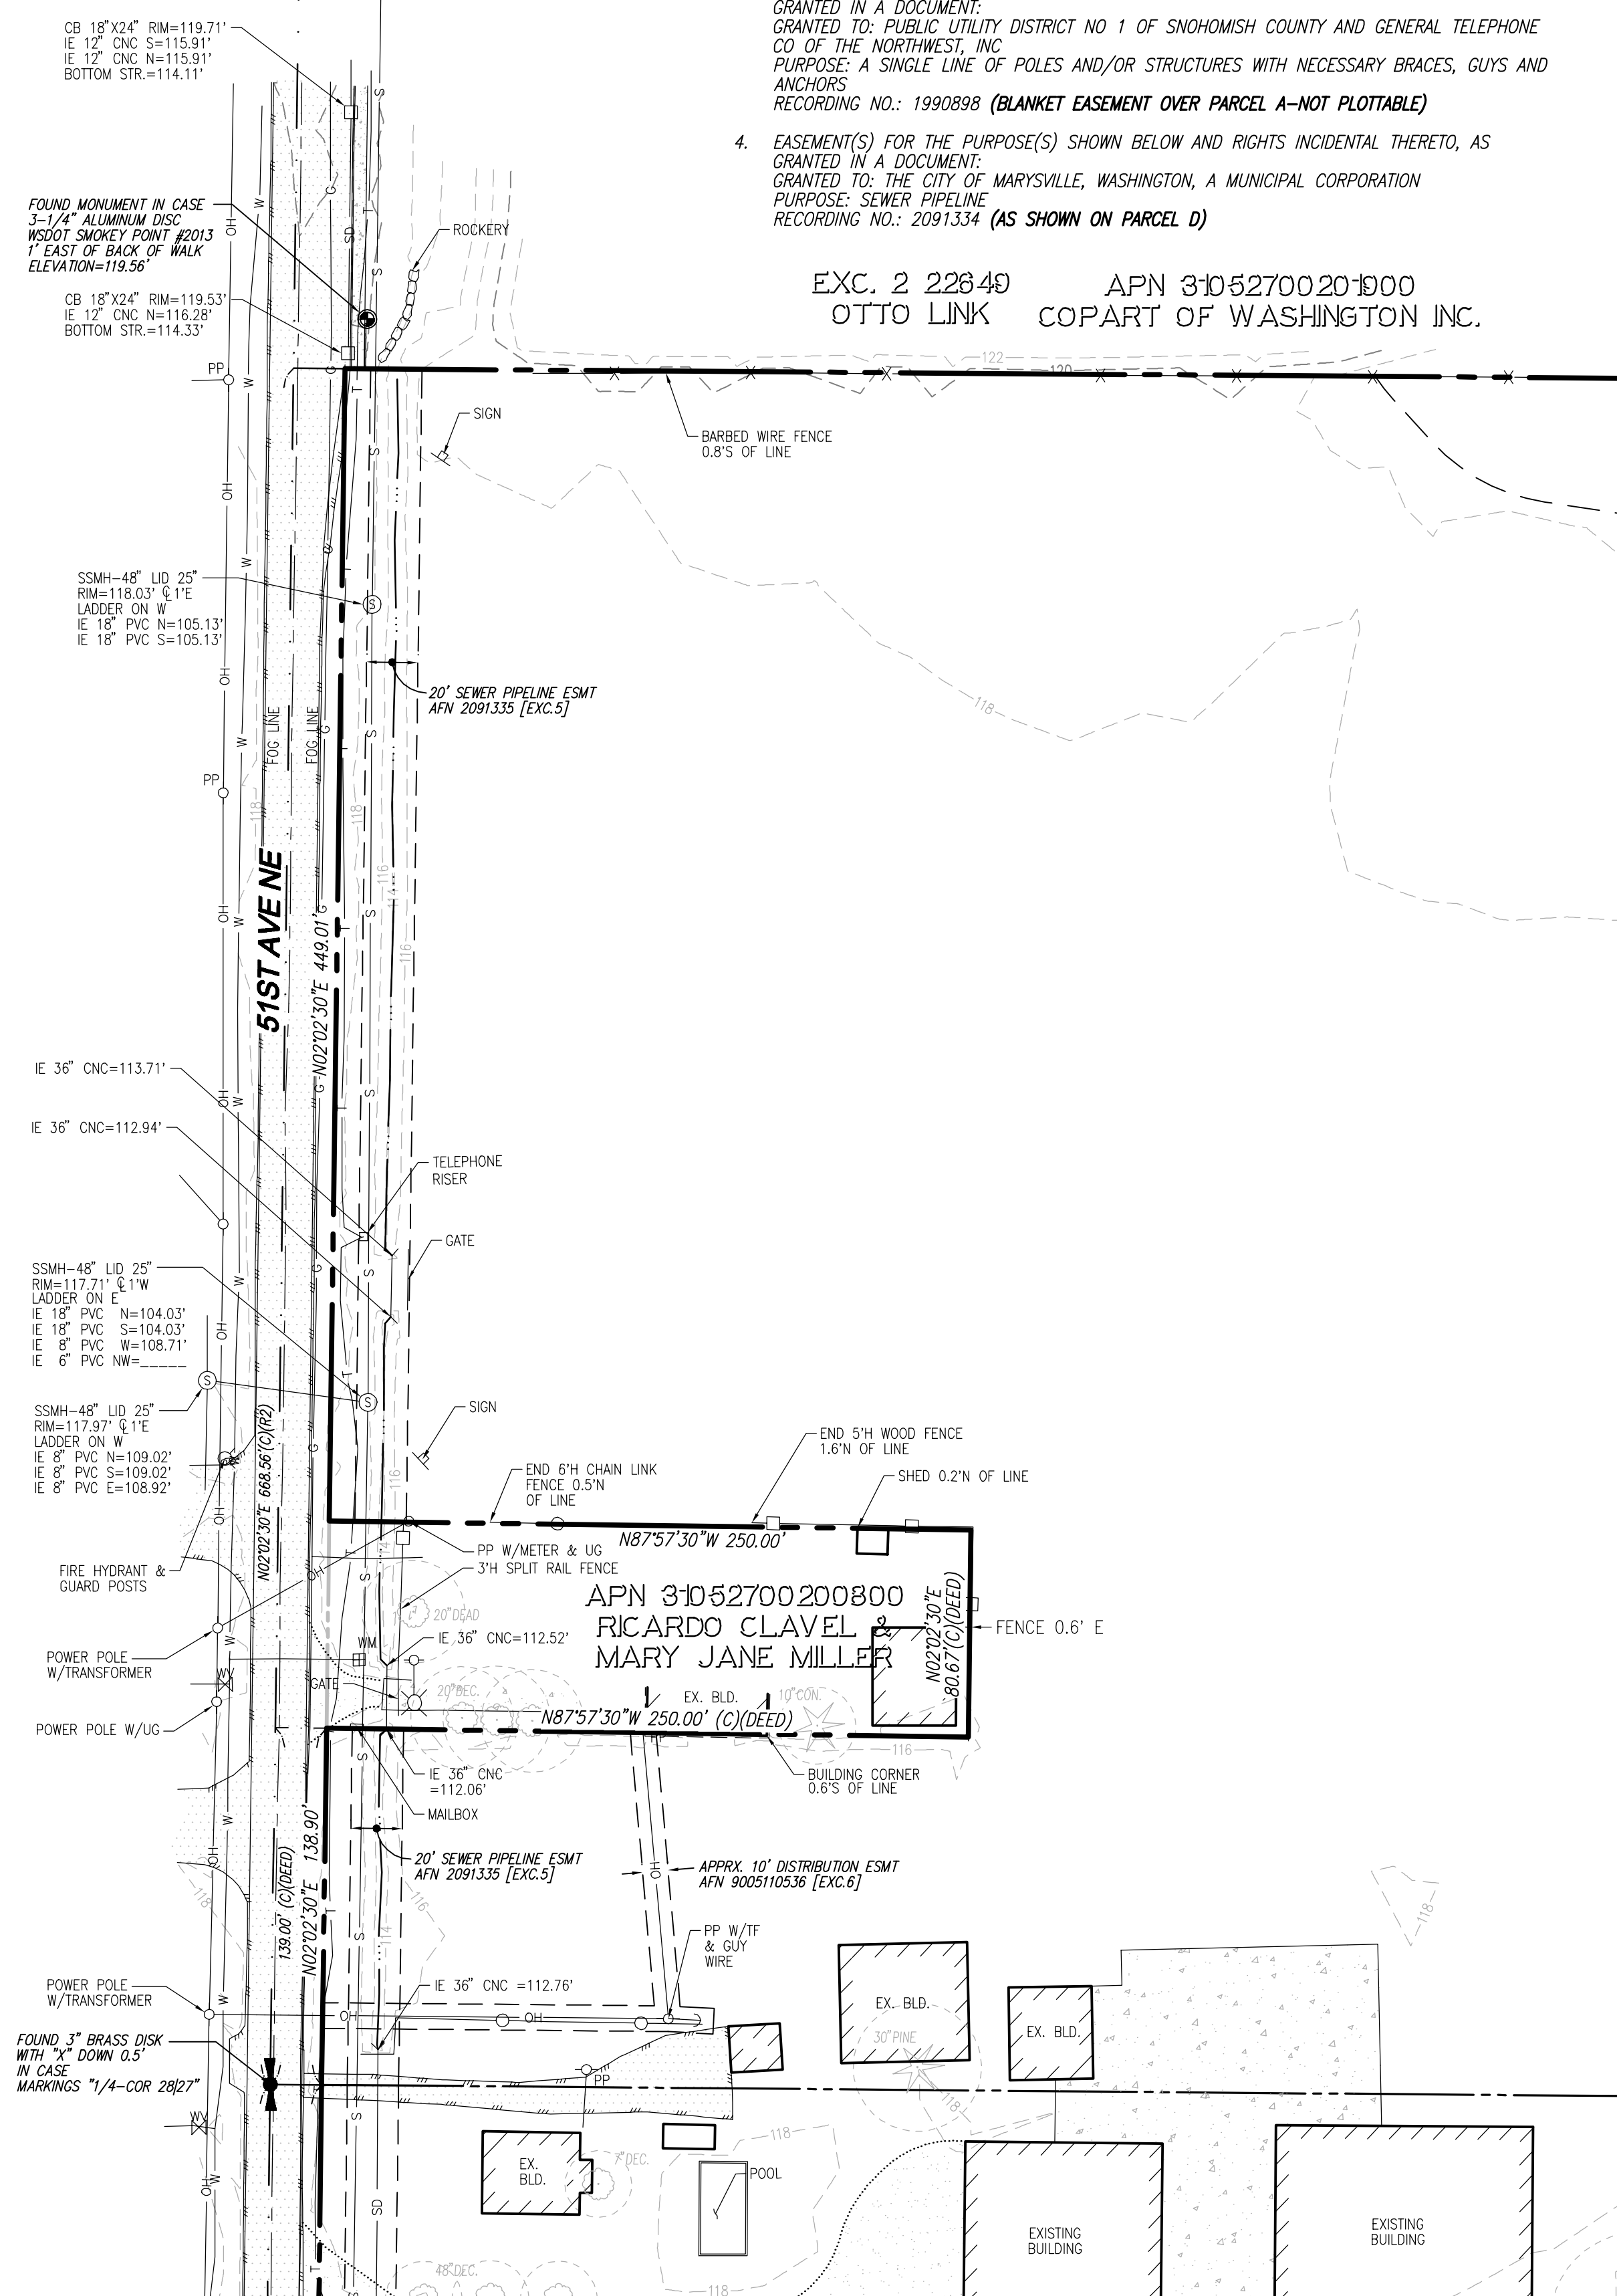 GRANTED IN A DOCUMENT:
GRANTED TO: PUBLIC UTILITY DISTRICT NO 1 OF SNOHOMISH COUNTY AND GENERAL TELEPHONE
CO OF THE NORTHWEST, INC
PURPOSE: A SINGLE LINE OF POLES AND/OR STRUCTURES WITH NECESSARY BRACES, GUYS AND
ANCHORS
RECORDING NO.: 1990898 (BLANKET EASEMENT OVER PARCEL A-NOT PLOTTABLE)
4. EASEMENT(S) FOR THE PURPOSE(S) SHOWN BELOW AND RIGHTS INCIDENTAL THERETO, AS
GRANTED IN A DOCUMENT:
GRANTED TO: THE CITY OF MARYSVILLE, WASHINGTON, A MUNICIPAL CORPORATION
PURPOSE: SEWER PIPELINE
RECORDING NO.: 2091334 (AS SHOWN ON PARCEL D)
CB 18"X24" RIM=119.71'
IE 12" CNC S=115.91'
IE 12" CNC N=115.91'
BOTTOM STR.=114.11'
FOUND MONUMENT IN CASE
3-1/4" ALUMINUM DISC
WSDOT SMOKEY POINT #2013
1' EAST OF BACK OF WALK
ELEVATION=119.56'
CB 18"X24" RIM=119.53'
IE 12" CNC N=116.28'
BOTTOM STR.=114.33'
ROCKERY
EXC. 2 22649
OTTO LINK
APN 31052700201900
COPART OF WASHINGTON INC.
122
120
PP
SIGN
BARBED WIRE FENCE
0.8'S OF LINE
SSMH-48" LID 25"
RIM=118.03' ℄ 1'E
LADDER ON W
IE 18" PVC N=105.13'
IE 18" PVC S=105.13'
20' SEWER PIPELINE ESMT
AFN 2091335 [EXC.5]
118
FOG LINE
FOG LINE
PP
118
118
116
114
116
51ST AVE NE
N02°02'30"E 449.01'
IE 36" CNC=113.71'
IE 36" CNC=112.94'
TELEPHONE
RISER
GATE
SSMH-48" LID 25"
RIM=117.71' ℄ 1'W
LADDER ON E
IE 18" PVC N=104.03'
IE 18" PVC S=104.03'
IE 8" PVC W=108.71'
IE 6" PVC NW=_____
SSMH-48" LID 25"
RIM=117.97' ℄ 1'E
LADDER ON W
IE 8" PVC N=109.02'
IE 8" PVC S=109.02'
IE 8" PVC E=108.92'
N02°02'30"E 668.56'(C)(R2)
SIGN
116
END 6'H CHAIN LINK
FENCE 0.5'N
OF LINE
END 5'H WOOD FENCE
1.6'N OF LINE
SHED 0.2'N OF LINE
N87°57'30"W 250.00'
PP W/METER & UG
3'H SPLIT RAIL FENCE
114
FIRE HYDRANT &
GUARD POSTS
APN 31052700200800
RICARDO CLAVEL &
MARY JANE MILLER
N02°02'30"E
80.67'(C)(DEED)
FENCE 0.6' E
20"DEAD
IE 36" CNC=112.52'
WM
POWER POLE
W/TRANSFORMER
WV
GATE
20"DEC.
EX. BLD.
10"CON.
POWER POLE W/UG
N87°57'30"W 250.00' (C)(DEED)
116
IE 36" CNC
=112.06'
MAILBOX
BUILDING CORNER
0.6'S OF LINE
139.00' (C)(DEED)
N02°02'30"E 138.90'
20' SEWER PIPELINE ESMT
AFN 2091335 [EXC.5]
APPRX. 10' DISTRIBUTION ESMT
AFN 9005110536 [EXC.6]
118
116
114
118
PP W/TF
& GUY
WIRE
IE 36" CNC =112.76'
POWER POLE
W/TRANSFORMER
EX. BLD.
EX. BLD.
30"PINE
FOUND 3" BRASS DISK
WITH "X" DOWN 0.5'
IN CASE
MARKINGS "1/4-COR 28|27"
PP
118
WV
118
EX.
BLD.
7"DEC.
POOL
SD
EXISTING
BUILDING
EXISTING
BUILDING
48"DEC.
118